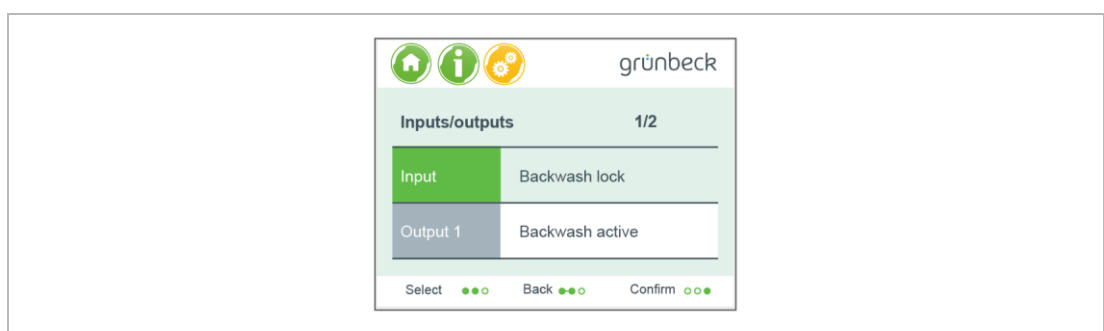 grünbeck
Inputs/outputs 1/2
Input Backwash lock
Output 1 Backwash active
Select Back Confirm